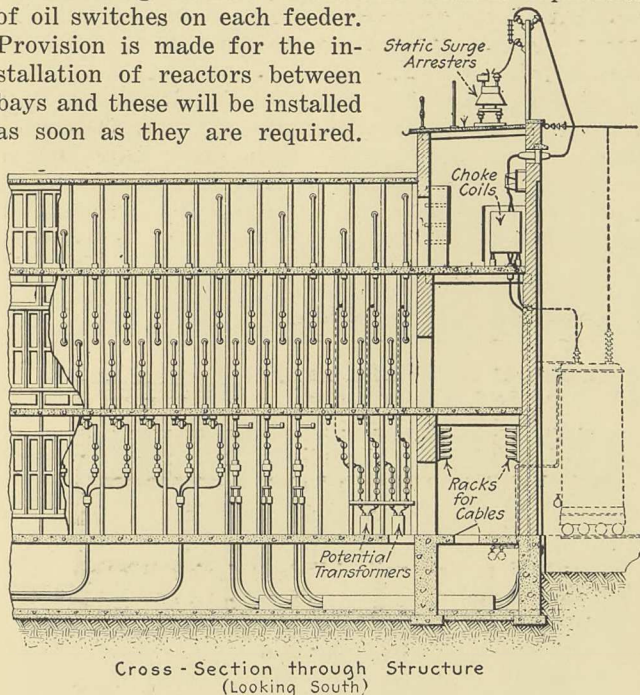 of oil switches on each feeder.
Provision is made for the in-
stallation of reactors between
bays and these will be installed
as soon as they are required.
Static Surge
Arresters
Choke
Coils
Racks
for
Cables
Potential
Transformers
Cross-Section through Structure
(Looking South)